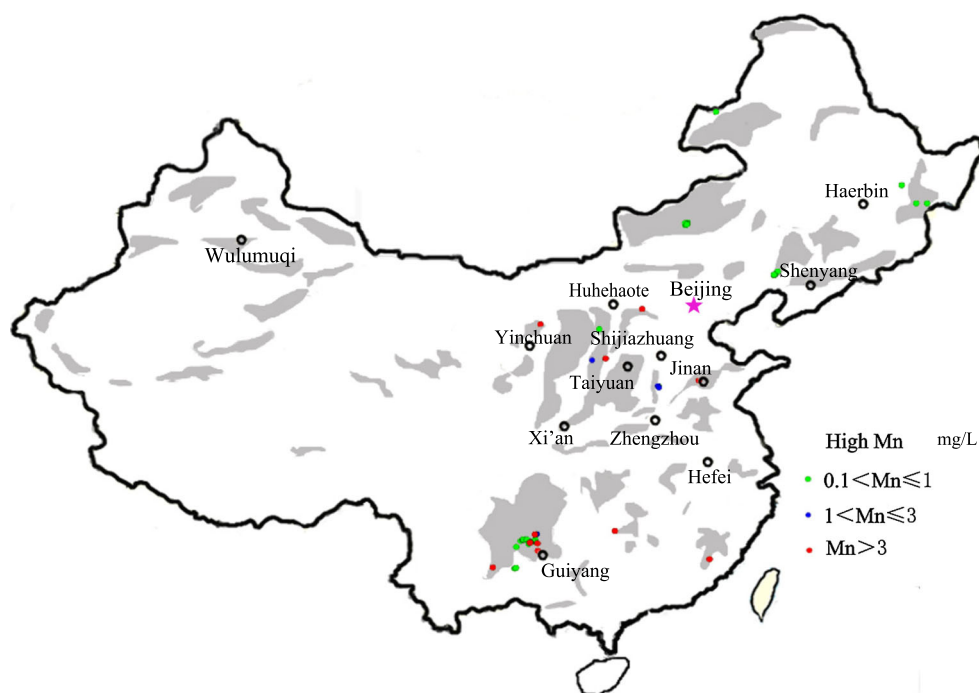 Haerbin
Wulumuqi
Shenyang
Beijing
Huhehaote
Yinchuan
Shijiazhuang
Jinan
Taiyuan
Xi'an
Zhengzhou
Hefei
Guiyang
High Mn mg/L
0.1<Mn≤1
1<Mn≤3
Mn>3